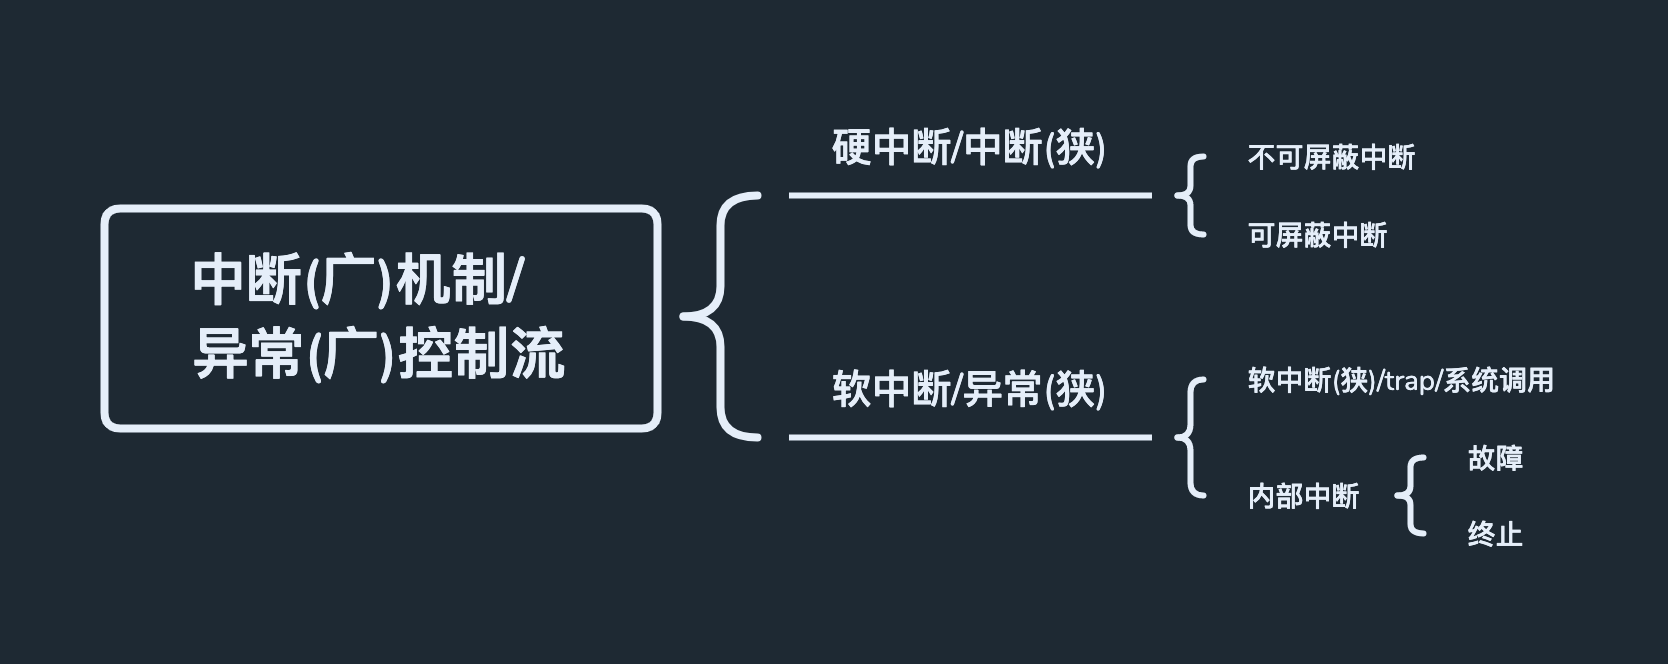 中断(广)机制/
异常(广)控制流
硬中断/中断(狭)
不可屏蔽中断
可屏蔽中断
软中断/异常(狭)
软中断(狭)/trap/系统调用
内部中断
故障
终止